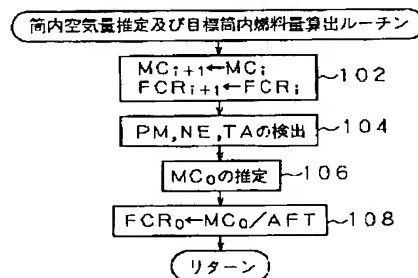 筒内空気量推定及び目標筒内燃料量算出ルーチン
MCi+1←MCi
FCRi+1←FCRi
102
PM,NE,TAの検出
104
MC0の推定
106
FCR0←MC0/AFT
108
リターン